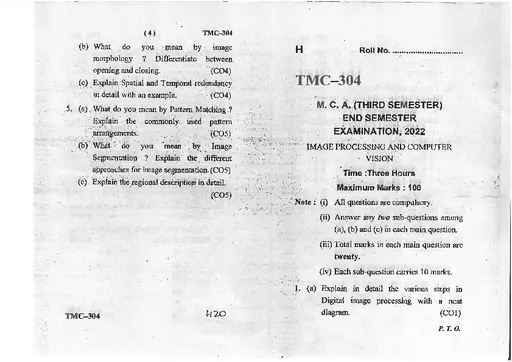 ( 4 ) TMC-304
(b) What do you mean by image
morphology ? Differentiate between
opening and closing. (CO4)
(c) Explain Spatial and Temporal redundancy
in detail with an example. (CO4)
5. (a) What do you mean by Pattern Matching ?
Explain the commonly used pattern
arrangements. (CO5)
(b) What do you mean by Image
Segmentation ? Explain the different
approaches for image segmentation. (CO5)
(c) Explain the regional description in detail.
(CO5)
TMC-304 420
H Roll No. ..............................
TMC–304
M. C. A. (THIRD SEMESTER)
END SEMESTER
EXAMINATION, 2022
IMAGE PROCESSING AND COMPUTER
VISION
Time :Three Hours
Maximum Marks : 100
Note : (i) All questions are compulsory.
(ii) Answer any two sub-questions among
(a), (b) and (c) in each main question.
(iii) Total marks in each main question are
twenty.
(iv) Each sub-question carries 10 marks.
1. (a) Explain in detail the various steps in
Digital image processing with a neat
diagram. (CO1)
P. T. O.